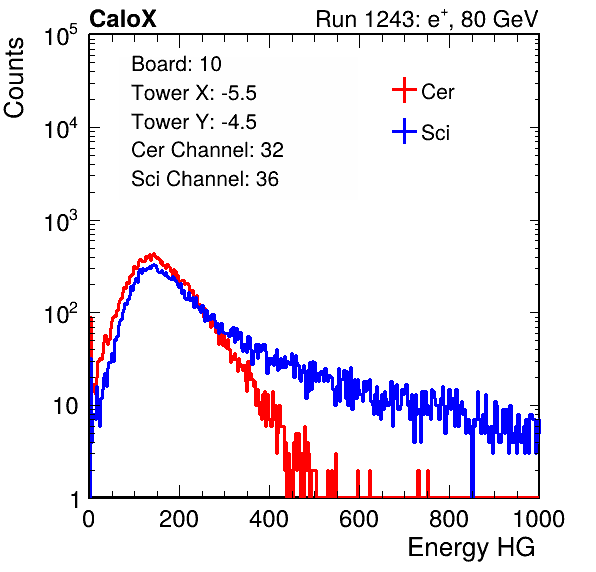 CaloX Run 1243: e⁺, 80 GeV
Counts
Board: 10
Tower X: -5.5
Tower Y: -4.5
Cer Channel: 32
Sci Channel: 36
Cer
Sci
10⁵
10⁴
10³
10²
10
1
0 200 400 600 800 1000
Energy HG